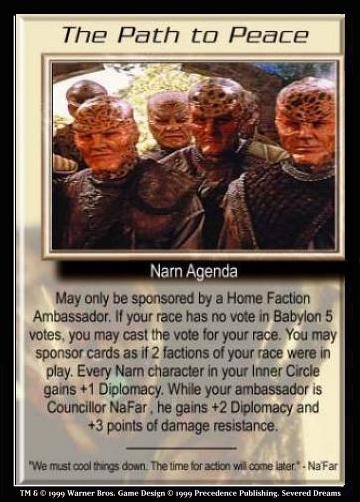 The Path to Peace
Narn Agenda
May only be sponsored by a Home Faction
Ambassador. If your race has no vote in Babylon 5
votes, you may cast the vote for your race. You may
sponsor cards as if 2 factions of your race were in
play. Every Narn character in your Inner Circle
gains +1 Diplomacy. While your ambassador is
Councillor NaFar , he gains +2 Diplomacy and
+3 points of damage resistance.
"We must cool things down. The time for action will come later." - Na'Far
TM & © 1999 Warner Bros. Game Design © 1999 Precedence Publishing. Severed Dreams